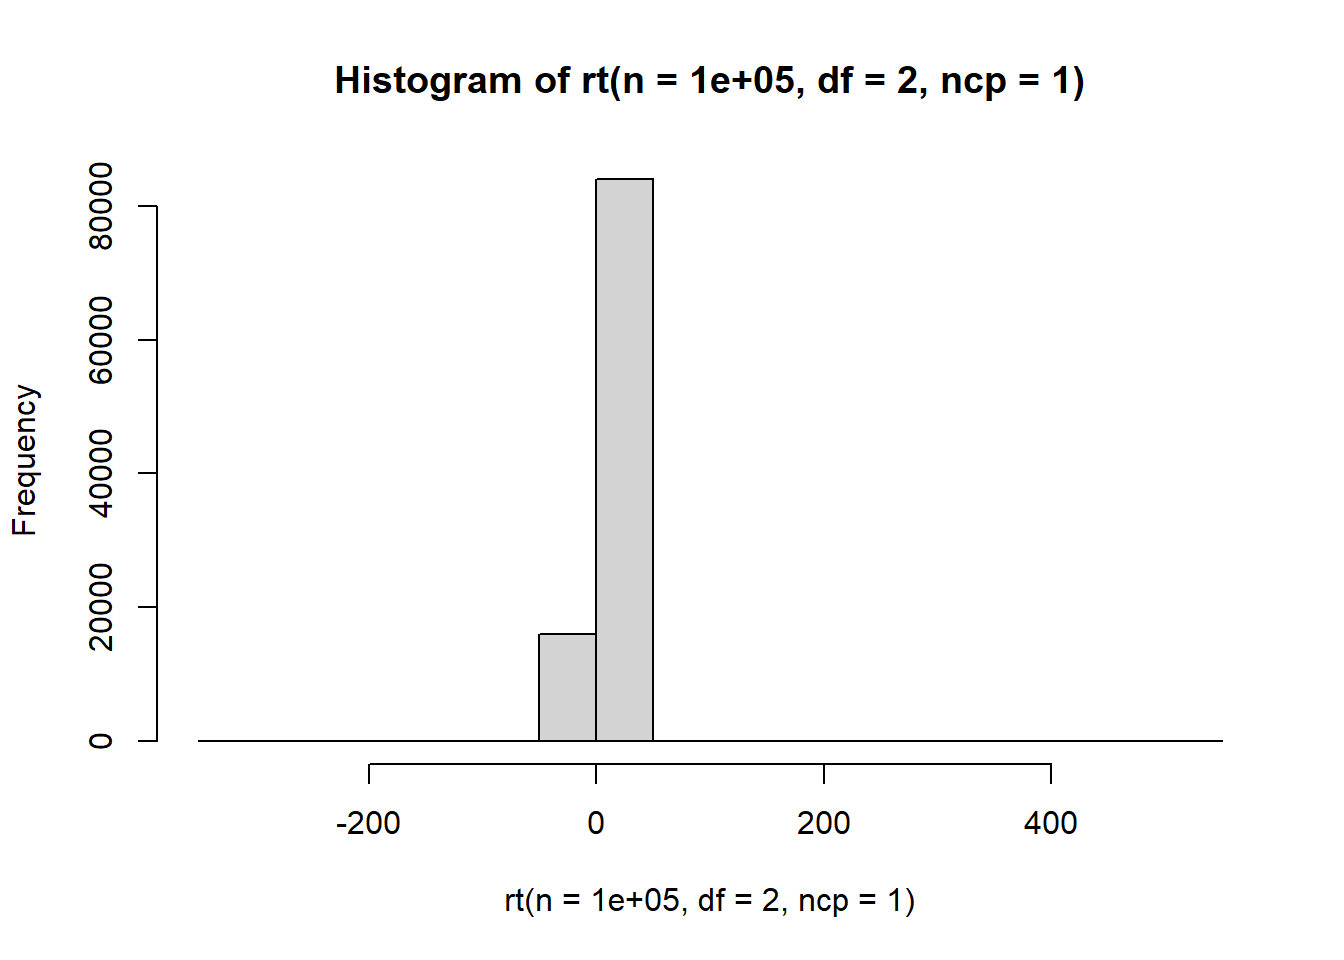 Histogram of rt(n = 1e+05, df = 2, ncp = 1)
Frequency
80000
60000
40000
20000
0
-200 0 200 400
rt(n = 1e+05, df = 2, ncp = 1)